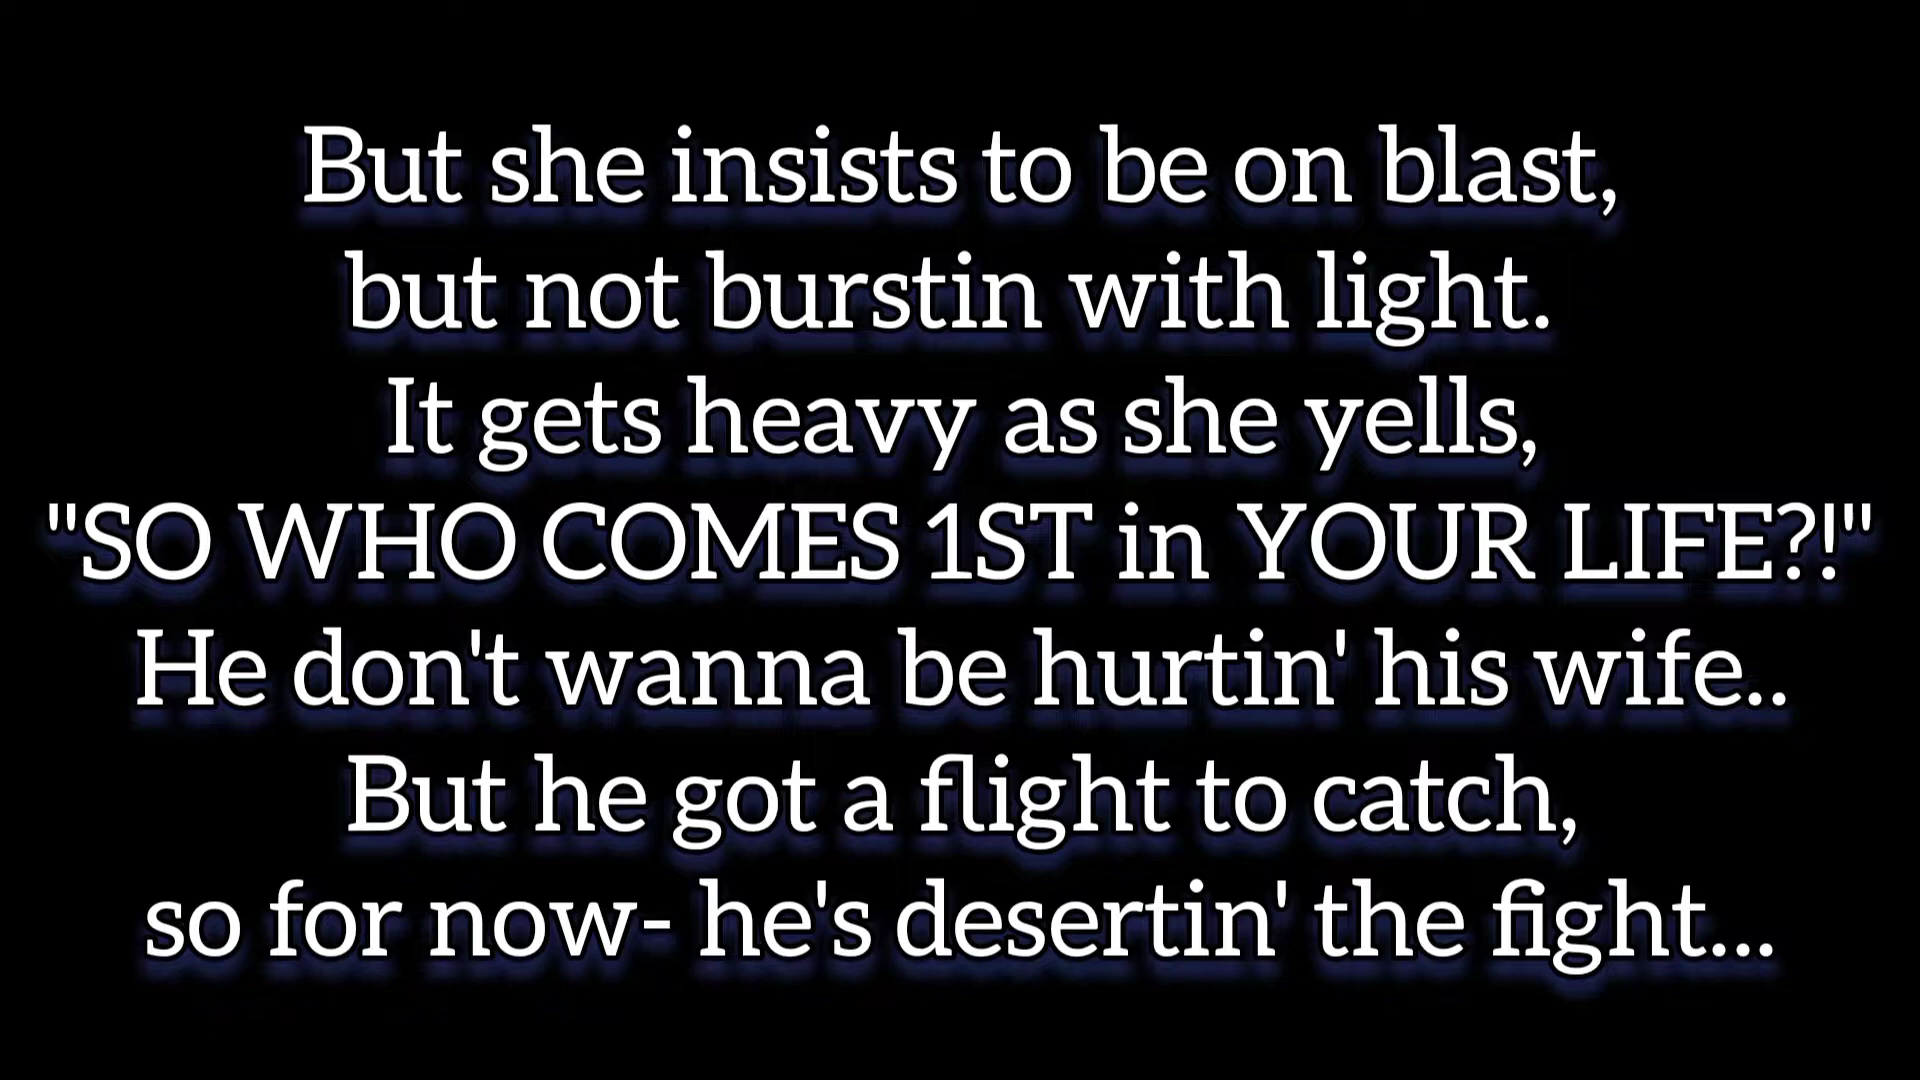 But she insists to be on blast,
but not burstin with light.
It gets heavy as she yells,
"SO WHO COMES 1ST in YOUR LIFE?!"
He don't wanna be hurtin' his wife..
But he got a flight to catch,
so for now- he's desertin' the fight...